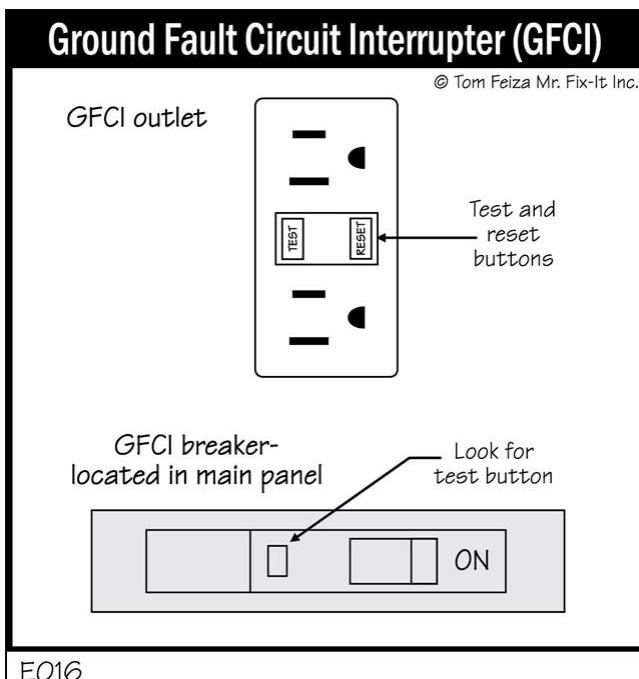 Ground Fault Circuit Interrupter (GFCI)
© Tom Feiza Mr. Fix-It Inc.
GFCI outlet
TEST
RESET
Test and
reset
buttons
GFCI breaker-
located in main panel
Look for
test button
ON
E016